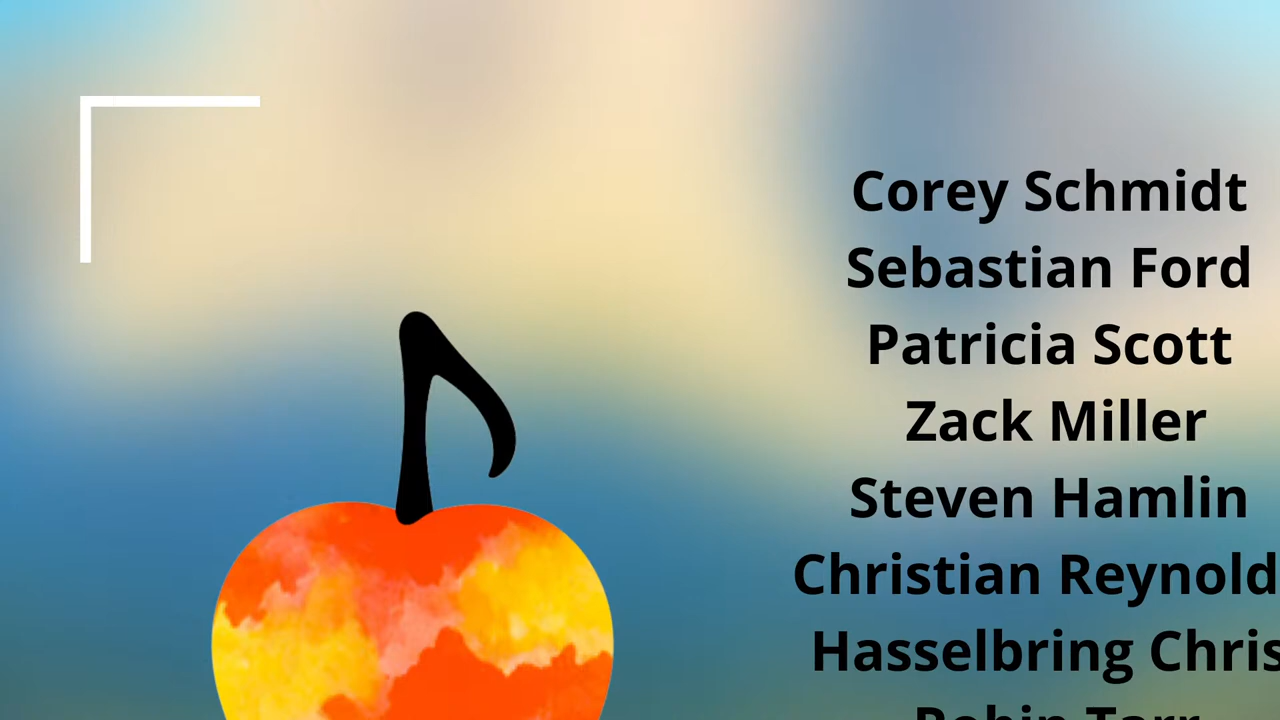 Corey Schmidt
Sebastian Ford
Patricia Scott
Zack Miller
Steven Hamlin
Christian Reynold
Hasselbring Chris